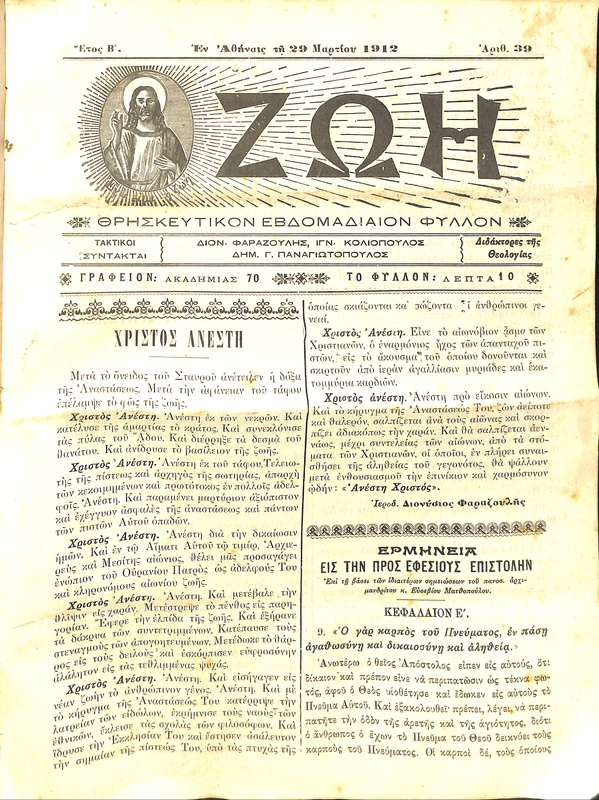 Ἔτος Β΄. Ἐν Ἀθήναις τῇ 29 Μαρτίου 1912 Ἀριθ. 39
ΖΩΗ
ΘΡΗΣΚΕΥΤΙΚΟΝ ΕΒΔΟΜΑΔΙΑΙΟΝ ΦΥΛΛΟΝ
ΤΑΚΤΙΚΟΙ ΣΥΝΤΑΚΤΑΙ
ΔΙΟΝ. ΦΑΡΑΖΟΥΛΗΣ, ΙΓΝ. ΚΟΛΙΟΠΟΥΛΟΣ
ΔΗΜ. Γ. ΠΑΝΑΓΙΩΤΟΠΟΥΛΟΣ
Διδάκτορες τῆς Θεολογίας
ΓΡΑΦΕΙΟΝ: ΑΚΑΔΗΜΙΑΣ 70 ΤΟ ΦΥΛΛΟΝ: ΛΕΠΤΑ 10
ΧΡΙΣΤΟΣ ΑΝΕΣΤΗ
Μετὰ τὸ ὄνειδος τοῦ Σταυροῦ ἀνέτειλεν ἡ δόξα
τῆς Ἀναστάσεως. Μετὰ τὴν ἀφάνειαν τοῦ τάφου
ἐπέλαμψε τὸ φῶς τῆς ζωῆς.
Χριστὸς Ἀνέστη. Ἀνέστη ἐκ τῶν νεκρῶν. Καὶ
κατέλυσε τῆς ἁμαρτίας τὸ κράτος. Καὶ συνεκλόνισε
τὰς πύλας τοῦ Ἅδου. Καὶ διέρρηξε τὰ δεσμὰ τοῦ
θανάτου. Καὶ ἀνίδρυσε τὸ βασίλειον τῆς ζωῆς.
Χριστὸς Ἀνέστη. Ἀνέστη ἐκ τοῦ τάφου. Τελειω-
τὴς τῆς πίστεως καὶ ἀρχηγὸς τῆς σωτηρίας, ἀπαρχὴ
τῶν κεκοιμημένων καὶ πρωτότοκος ἐν πολλοῖς ἀδελ-
φοῖς Ἀνέστη. Καὶ παραμένει μαρτύριον ἀξιόπιστον
καὶ ἐχέγγυον ἀσφαλὲς τῆς ἀναστάσεως καὶ πάντων
τῶν πιστῶν Αὐτοῦ ὀπαδῶν.
Χριστὸς Ἀνέστη. Ἀνέστη διὰ τὴν δικαίωσιν
ἡμῶν. Καὶ ἐν τῷ Αἵματι Αὐτοῦ τῷ τιμίῳ, Ἀρχιε-
ρεὺς καὶ Μεσίτης αἰώνιος, θέλει μᾶς προσαγάγει
ἐνώπιον τοῦ Οὐρανίου Πατρὸς ὡς ἀδελφούς Του
καὶ κληρονόμους αἰωνίου ζωῆς.
Χριστὸς Ἀνέστη. Ἀνέστη. Καὶ μετέβαλε τὴν
θλίψιν εἰς χαράν. Μετέστρεψε τὸ πένθος εἰς παρη-
γορίαν. Ἔφερε τὴν ἐλπίδα τῆς ζωῆς. Καὶ ἐξήρανε
τὰ δάκρυα τῶν συντετριμμένων. Κατέπαυσε τοὺς
στεναγμοὺς τῶν ἀπογοητευμένων. Μετέδωκε τὸ θάρ-
ρος εἰς τοὺς δειλοὺς καὶ ἐσκόρπισεν εὐφροσύνην
ἀλάλητον εἰς τὰς τεθλιμμένας ψυχάς.
Χριστὸς Ἀνέστη. Ἀνέστη. Καὶ εἰσήγαγεν εἰς
νέαν ζωὴν τὸ ἀνθρώπινον γένος. Ἀνέστη. Καὶ μὲ
τὸ κήρυγμα τῆς Ἀναστάσεώς Του κατέρριψε τὴν
λατρείαν τῶν εἰδώλων, ἐκρήμνισε τοὺς ναοὺς τῶν
ἐθνικῶν, ἔκλεισε τὰς σχολὰς τῶν φιλοσόφων. Καὶ
ἵδρυσε τὴν Ἐκκλησίαν Του καὶ ἔστησεν ἀσάλευτον
τὴν σημαίαν τῆς πίστεώς Του, ὑπὸ τὰς πτυχὰς τῆς
ὁποίας σκιάζονται καὶ σώζονται αἱ ἀνθρώπινοι γε-
νεαί.
Χριστὸς Ἀνέστη. Εἶνε τὸ αἰωνόβιον ᾆσμα τῶν
Χριστιανῶν, ὁ ἐναρμόνιος ἦχος τῶν ἁπανταχοῦ πι-
στῶν, εἰς τὸ ἄκουσμα τοῦ ὁποίου δονοῦνται καὶ
σκιρτοῦν ἀπὸ ἱερὰν ἀγαλλίασιν μυριάδες καὶ ἑκα-
τομμύρια καρδιῶν.
Χριστὸς ἀνέστη. Ἀνέστη πρὸ εἴκοσιν αἰώνων.
Καὶ τὸ κήρυγμα τῆς Ἀναστάσεώς Του, ζῶν ἀείποτε
καὶ θαλερόν, σαλπίζεται ἀνὰ τοὺς αἰῶνας καὶ σκορ-
πίζει ἀδιακόπως τὴν χαράν. Καὶ θὰ σαλπίζεται ἀεν-
νάως, μέχρι συντελείας τῶν αἰώνων, ἀπὸ τὰ στό-
ματα τῶν Χριστιανῶν, οἱ ὁποῖοι, ἐν πλήρει συναι-
σθήσει τῆς ἀληθείας τοῦ γεγονότος, θὰ ψάλλουν
μετὰ ἐνθουσιασμοῦ τὴν ἐπινίκιον καὶ χαρμόσυνον
ᾠδήν: «Ἀνέστη Χριστός».
Ἱεροδ. Διονύσιος Φαραζουλῆς
ΕΡΜΗΝΕΙΑ
ΕΙΣ ΤΗΝ ΠΡΟΣ ΕΦΕΣΙΟΥΣ ΕΠΙΣΤΟΛΗΝ
Ἐπὶ τῇ βάσει τῶν ἰδιαιτέρων σημειώσεων τοῦ πανοσ. ἀρχι-
μανδρίτου κ. Εὐσεβίου Ματθοπούλου.
ΚΕΦΑΛΑΙΟΝ Ε΄.
9. «Ὁ γὰρ καρπὸς τοῦ Πνεύματος, ἐν πάσῃ
ἀγαθωσύνῃ καὶ δικαιοσύνῃ καὶ ἀληθείᾳ.»
Ἀνωτέρω ὁ θεῖος Ἀπόστολος εἶπεν εἰς αὐτούς, ὅτι
δίκαιον καὶ πρέπον εἶνε νὰ περιπατῶσιν ὡς τέκνα φω-
τός, ἀφοῦ ὁ Θεὸς υἱοθέτησε καὶ ἔδωκεν εἰς αὐτοὺς τὸ
Πνεῦμα Αὐτοῦ. Καὶ ἐξακολουθεῖ· πρέπει, λέγει, νὰ περι-
πατῆτε τὴν ὁδὸν τῆς ἀρετῆς καὶ τῆς ἁγιότητος, διότι
ὁ ἄνθρωπος ὁ ἔχων τὸ Πνεῦμα τοῦ Θεοῦ δεικνύει τοὺς
καρποὺς τοῦ Πνεύματος. Οἱ καρποὶ δέ, τοὺς ὁποίους